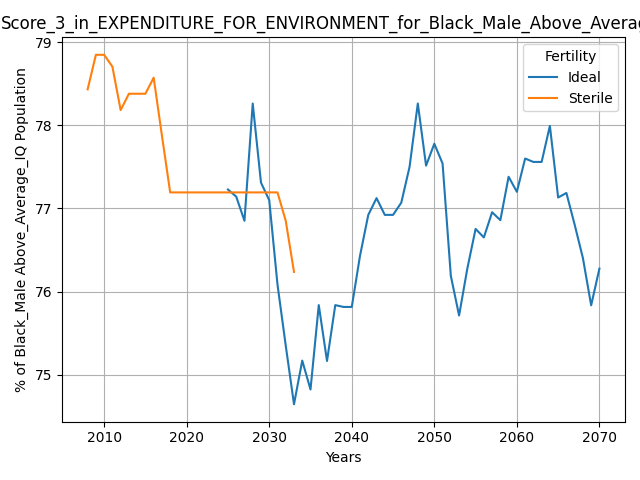 Score_3_in_EXPENDITURE_FOR_ENVIRONMENT_for_Black_Male_Above_Avera
% of Black_Male Above_Average_IQ Population
79
78
77
76
75
Fertility
Ideal
Sterile
2010 2020 2030 2040 2050 2060 2070
Years